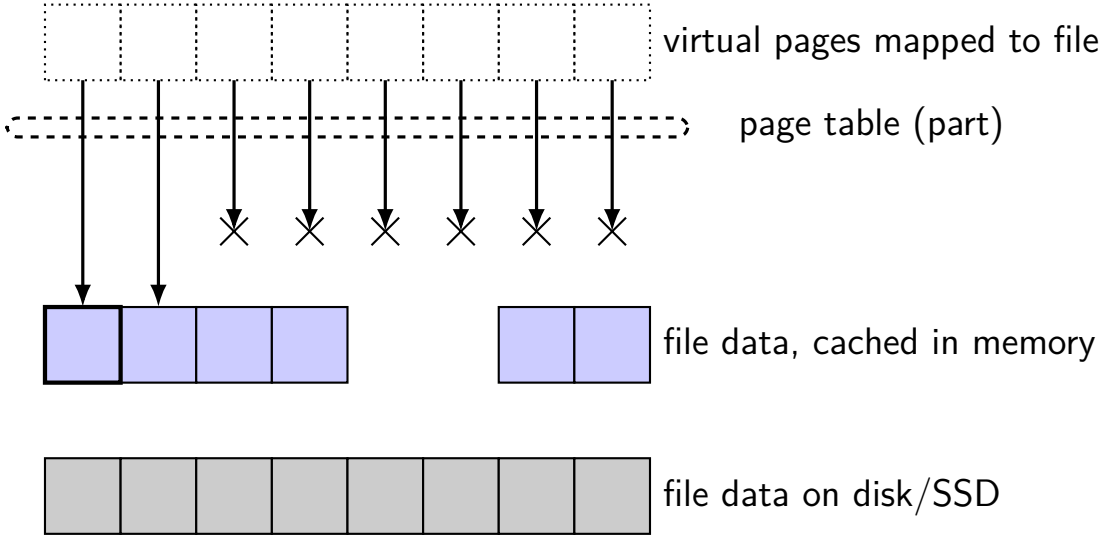 virtual pages mapped to file
page table (part)
file data, cached in memory
file data on disk/SSD